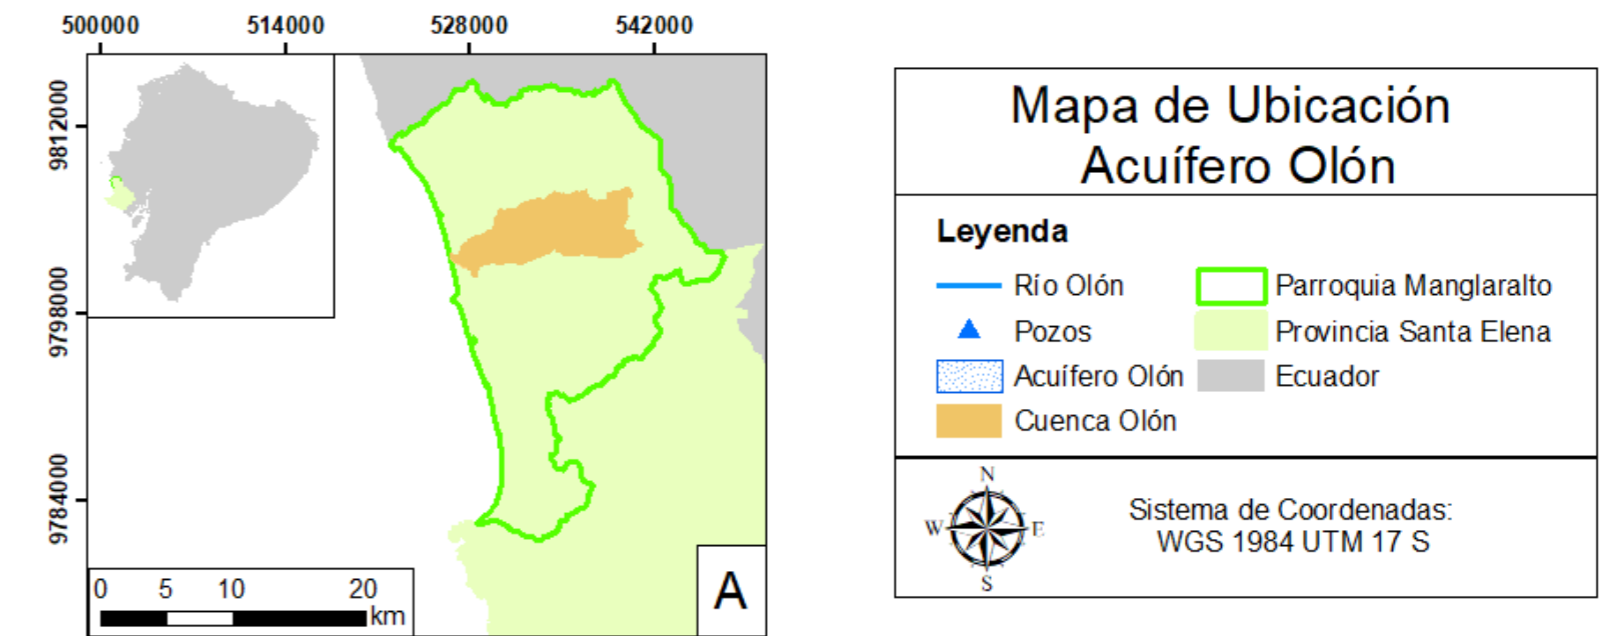 500000 514000 528000 542000
9812000
9798000
9784000
0 5 10 20
km
A
Mapa de Ubicación
Acuífero Olón
Leyenda
Río Olón
Pozos
Acuífero Olón
Cuenca Olón
Parroquia Manglaralto
Provincia Santa Elena
Ecuador
N
W E
S
Sistema de Coordenadas:
WGS 1984 UTM 17 S